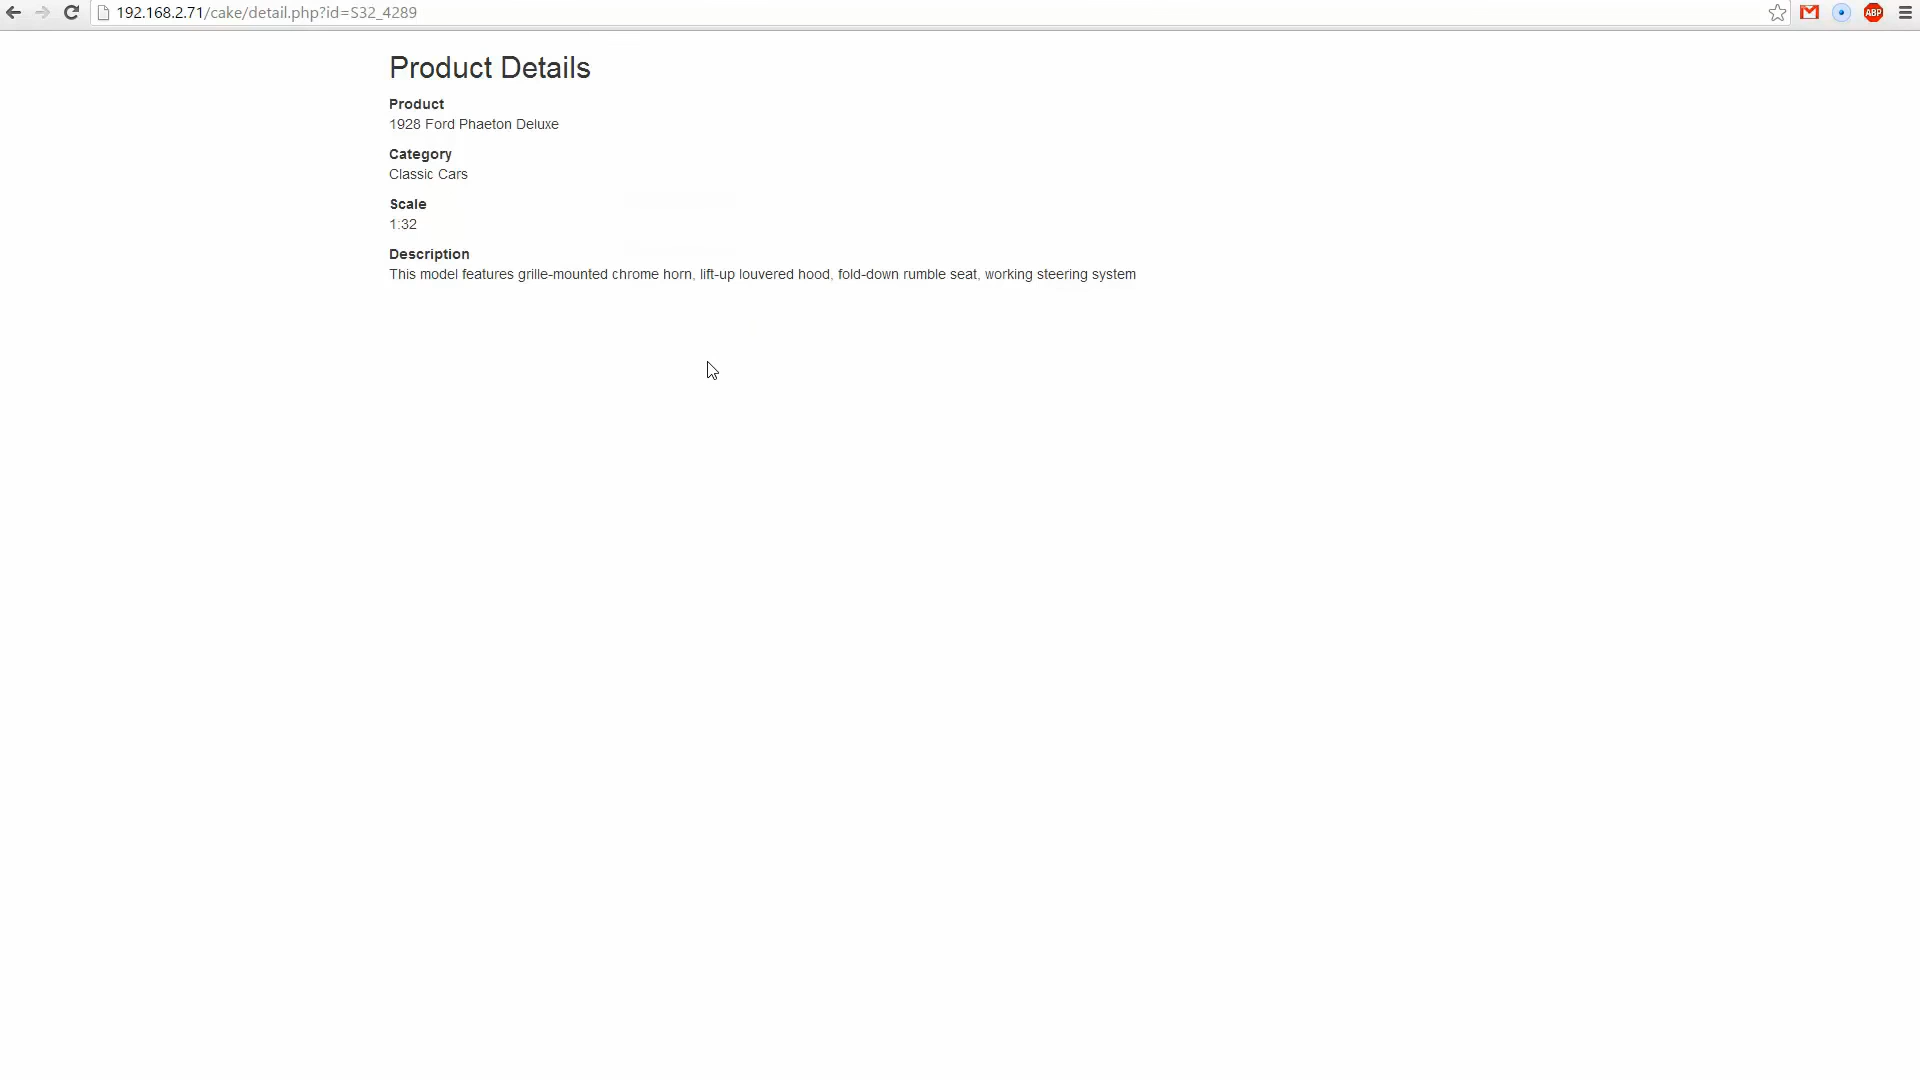 192.168.2.71/cake/detail.php?id=S32_4289
ABP
Product Details
Product
1928 Ford Phaeton Deluxe
Category
Classic Cars
Scale
1:32
Description
This model features grille-mounted chrome horn, lift-up louvered hood, fold-down rumble seat, working steering system